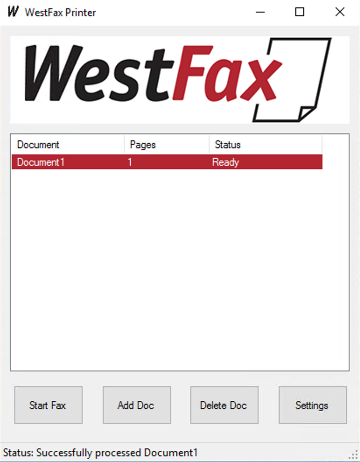 WestFax Printer
WestFax
Document Pages Status
Document1 1 Ready
Start Fax Add Doc Delete Doc Settings
Status: Successfully processed Document1